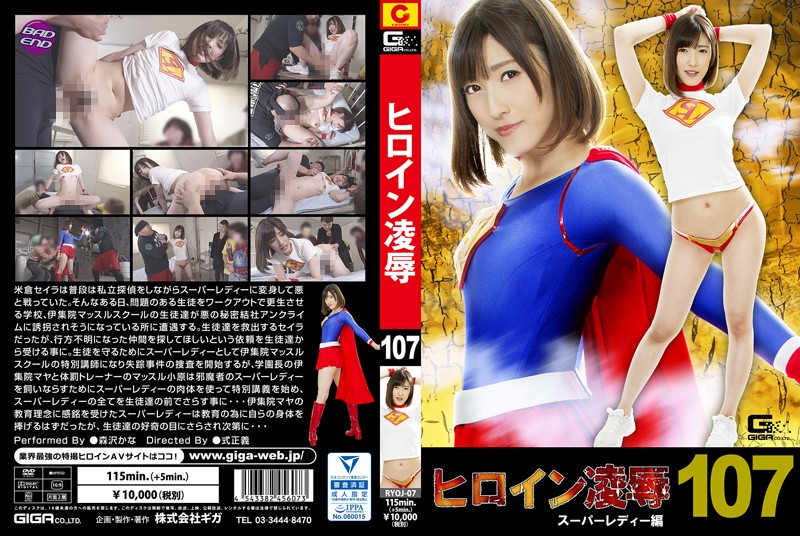 BAD END
米倉セイラは普段は私立探偵をしながらスーパーレディーに変身して悪
と戦っていた。そんなある日、問題のある生徒をワークアウトで更生させ
る学校、伊集院マッスルスクールの生徒達が悪の秘密結社アンクライム
に誘拐されそうになっている所に遭遇する。生徒達を救出するセイラ
だったが、行方不明になった仲間を探してほしいという依頼を生徒達か
ら受ける事に。生徒を守るためにスーパーレディーとして伊集院マッスル
スクールの特別講師になり失踪事件の捜査を開始するが、学園長の伊
集院マヤと体罰トレーナーのマッスル小原は邪魔者のスーパーレディー
を飼いならすためにスーパーレディーの肉体を使って特別講義を始め、
スーパーレディーの全てを生徒達の前でさらす事に・・・伊集院マヤの
教育理念に感銘を受けたスーパーレディーは教育の為に自らの身体を
捧げるはずだったが、生徒達の好奇の目にさらされ次第に・・・
Performed By ●森沢かな Directed By ●式正義
業界最強の特撮ヒロインAVサイトはココ! www.giga-web.jp/
115min.(+5min.)
¥10,000(税別)
審査済証
成人指定
No.060015
IPPA
4 543382 456073
GIGA CO.,LTD. 企画・製作・著作 株式会社ギガ TEL 03-3444-8470
GIGA CO.,LTD.
ヒロイン凌辱
107
RYOJ-07
115min.
(+5min.)
¥10,000
(税別)
GIGA CO.,LTD.
ヒロイン凌辱 107
スーパーレディー編